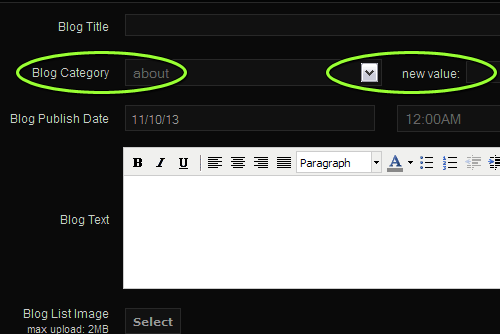 Blog Title
Blog Category about new value:
Blog Publish Date 11/10/13 12:00AM
B I U Paragraph A
Blog Text
Blog List Image Select
max upload: 2MB